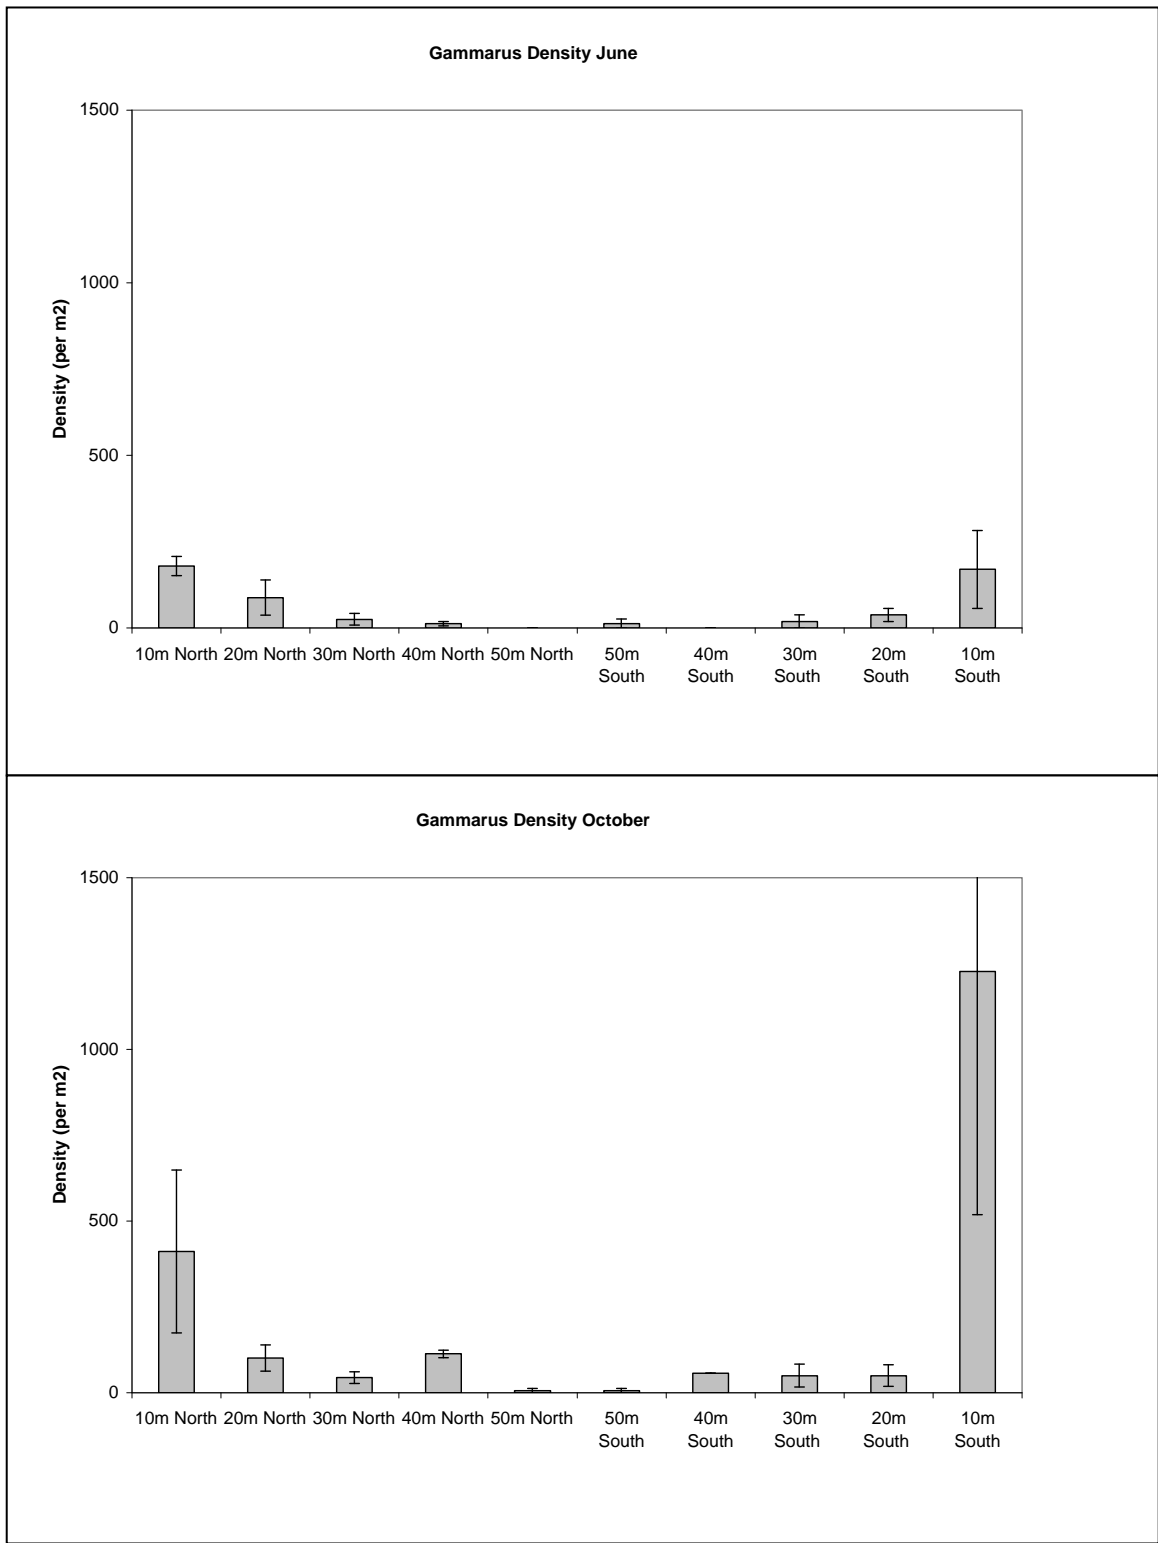 Gammarus Density June
1500
1000
500
0
Density (per m2)
10m North 20m North 30m North 40m North 50m North 50m South 40m South 30m South 20m South 10m South
Gammarus Density October
1500
1000
500
0
Density (per m2)
10m North 20m North 30m North 40m North 50m North 50m South 40m South 30m South 20m South 10m South